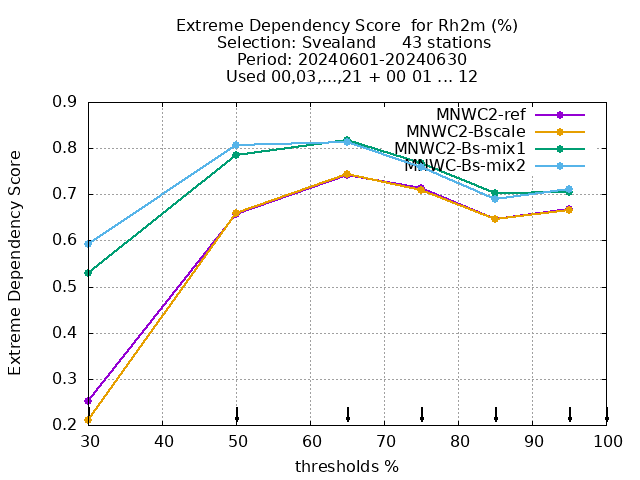 Extreme Dependency Score  for Rh2m (%)
Selection: Svealand     43 stations
Period: 20240601-20240630
Used 00,03,...,21 + 00 01 ... 12
MNWC2-ref
MNWC2-Bscale
MNWC2-Bs-mix1
MNWC-Bs-mix2
Extreme Dependency Score
0.9
0.8
0.7
0.6
0.5
0.4
0.3
0.2
30 40 50 60 70 80 90 100
thresholds %